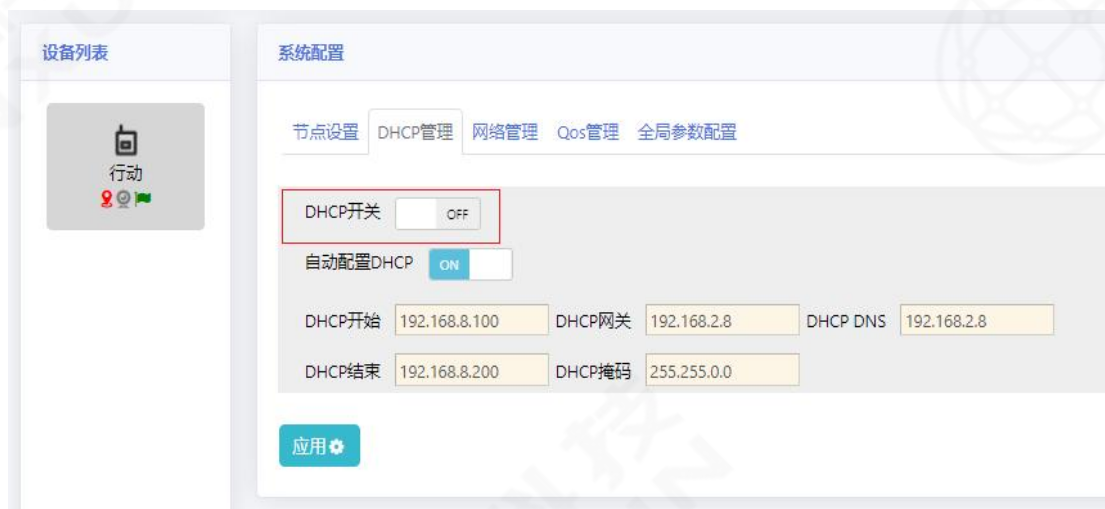 设备列表
行动
系统配置
节点设置 DHCP管理 网络管理 Qos管理 全局参数配置
DHCP开关 OFF
自动配置DHCP ON
DHCP开始 192.168.8.100 DHCP网关 192.168.2.8 DHCP DNS 192.168.2.8
DHCP结束 192.168.8.200 DHCP掩码 255.255.0.0
应用